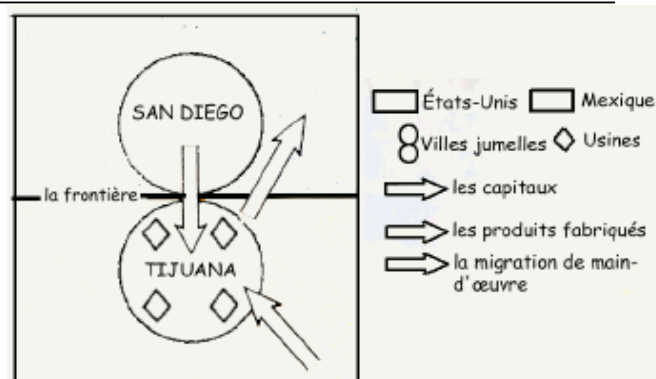 SAN DIEGO
la frontière
TIJUANA
États-Unis Mexique
Villes jumelles Usines
les capitaux
les produits fabriqués
la migration de main-
d'œuvre